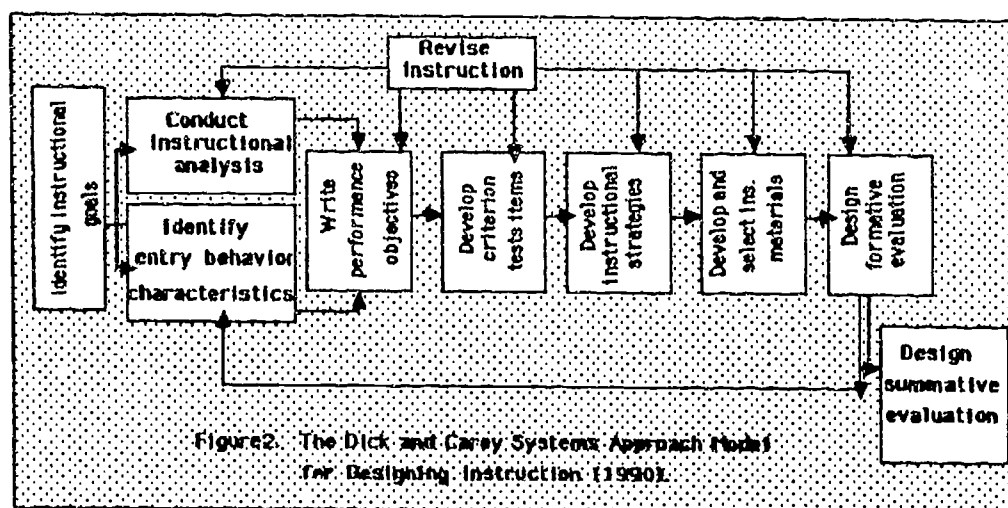 Revise
Instruction
Identify Instructional
goals
Conduct
instructional
analysis
Identify
entry behavior
characteristics
Write
performance
objectives
Develop
criterion
tests items
Develop
instructional
strategies
Develop and
select ins.
materials
Design
formative
evaluation
Design
summative
evaluation
Figure2. The Dick and Carey Systems Approach Model
for Designing Instruction (1990).